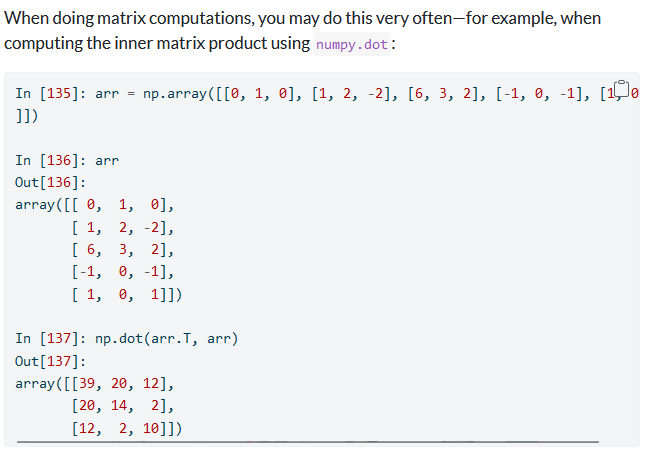 When doing matrix computations, you may do this very often—for example, when
computing the inner matrix product using numpy.dot:
In [135]: arr = np.array([[0, 1, 0], [1, 2, -2], [6, 3, 2], [-1, 0, -1], [1, 0
]])
In [136]: arr
Out[136]:
array([[ 0,  1,  0],
       [ 1,  2, -2],
       [ 6,  3,  2],
       [-1,  0, -1],
       [ 1,  0,  1]])
In [137]: np.dot(arr.T, arr)
Out[137]:
array([[39, 20, 12],
       [20, 14,  2],
       [12,  2, 10]])